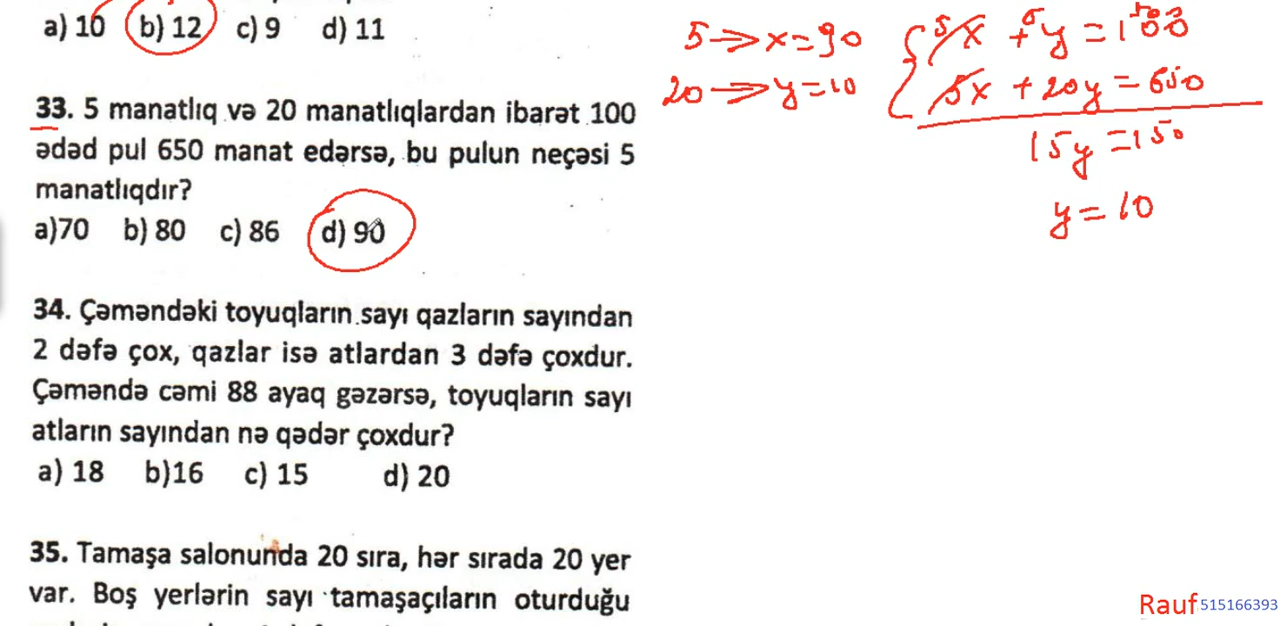 a) 10 b) 12 c) 9 d) 11
33. 5 manatlıq və 20 manatlıqlardan ibarət 100
ədəd pul 650 manat edərsə, bu pulun neçəsi 5
manatlıqdır?
a)70 b) 80 c) 86 d) 90
34. Çəməndəki toyuqların sayı qazların sayından
2 dəfə çox, qazlar isə atlardan 3 dəfə çoxdur.
Çəməndə cəmi 88 ayaq gəzərsə, toyuqların sayı
atların sayından nə qədər çoxdur?
a) 18 b)16 c) 15 d) 20
35. Tamaşa salonunda 20 sıra, hər sırada 20 yer
var. Boş yerlərin sayı tamaşaçıların oturduğu
5 → x = 90
20 → y = 10
5x + 20y = 650
15y = 150
y = 10
Rauf 515166393